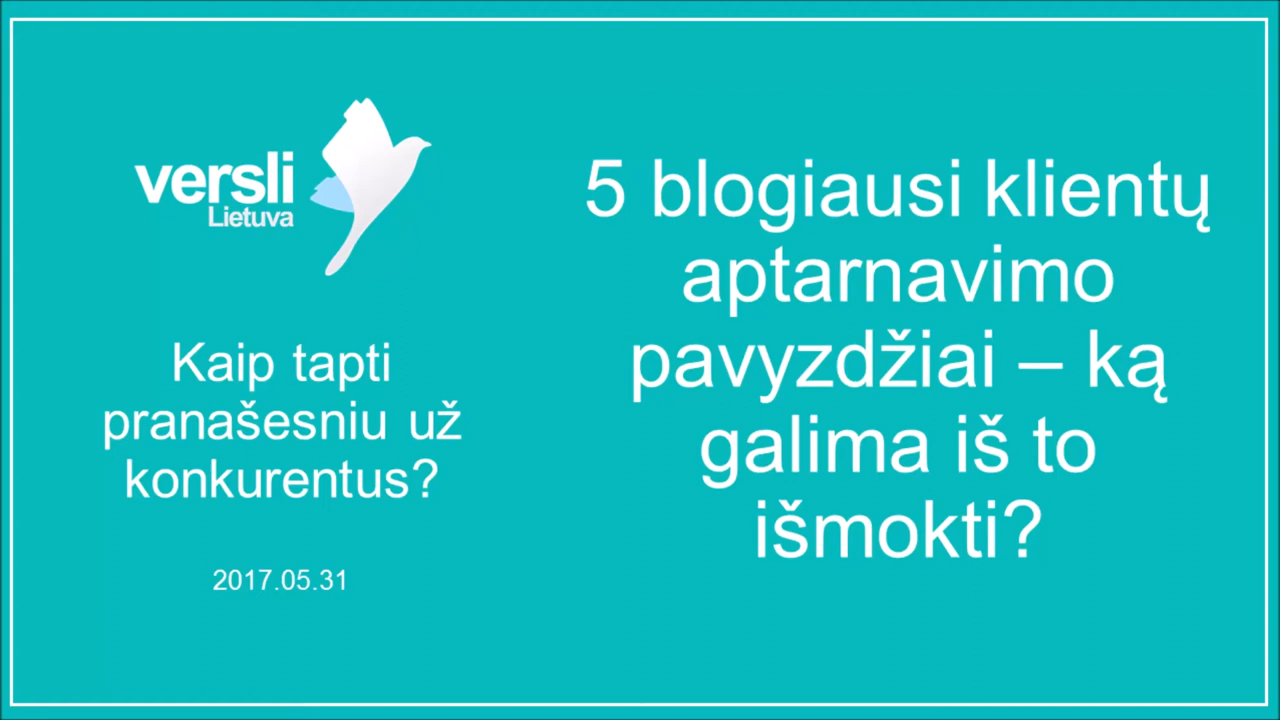 versli
Lietuva
Kaip tapti
pranašesniu už
konkurentus?
2017.05.31
5 blogiausi klientų
aptarnavimo
pavyzdžiai – ką
galima iš to
išmokti?